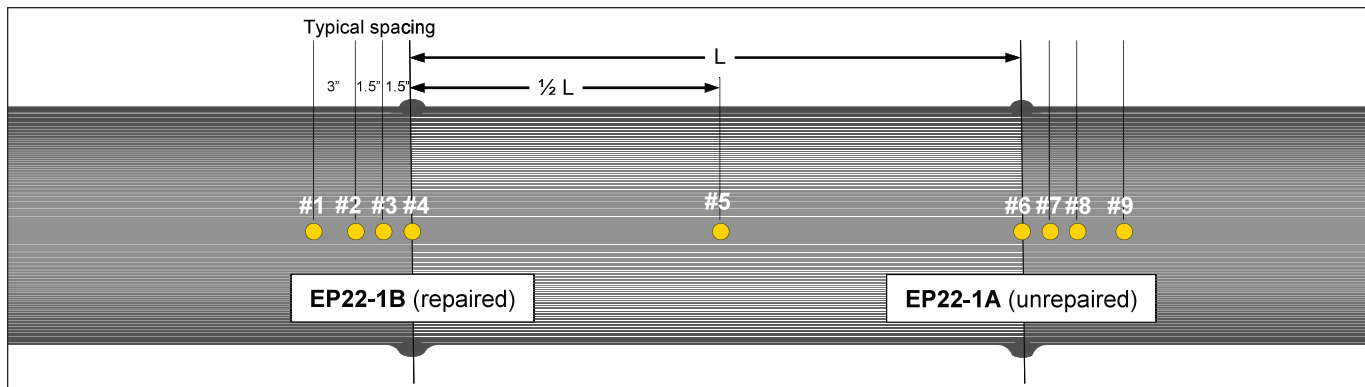 Typical spacing
L
3” 1.5” 1.5”
½ L
#1 #2 #3 #4 #5 #6 #7 #8 #9
EP22-1B (repaired)
EP22-1A (unrepaired)